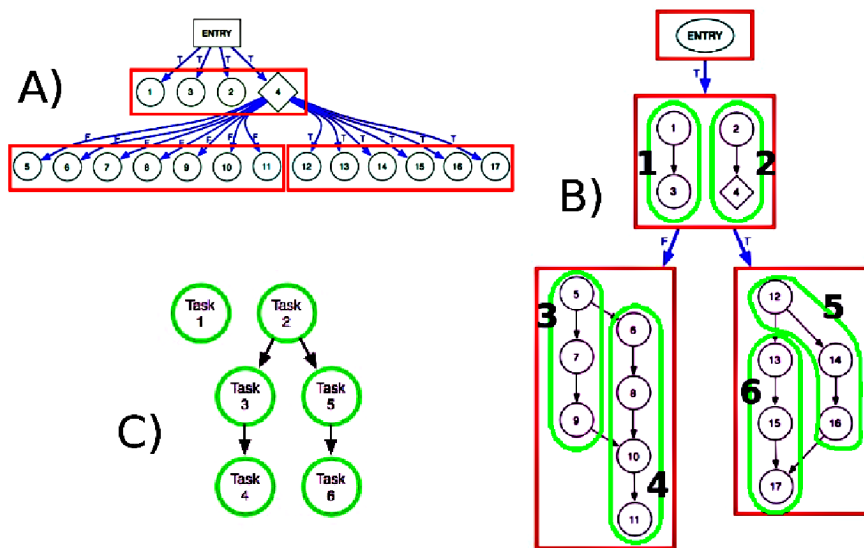 A)
ENTRY
T T T T
1 3 2 4
F F F F F F F T T T T T T
5 6 7 8 9 10 11 12 13 14 15 16 17
B)
ENTRY
T
1 2
1 2
3 4
F T
3
5
6
7
8
9
10
4
11
12
5
13
14
6
15
16
17
C)
Task
1
Task
2
Task
3
Task
5
Task
4
Task
6